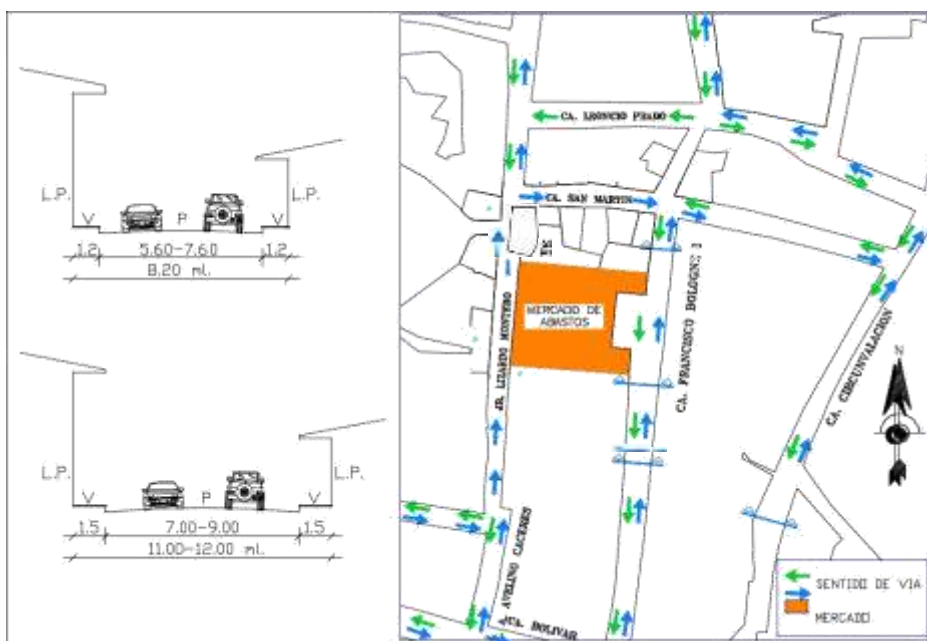 L.P.
L.P.
V
P
V
1.2
5.60-7.60
1.2
8.20 ml.
L.P.
L.P.
V
P
V
1.5
7.00-9.00
1.5
11.00-12.00 ml.
CA. LEONCIO PRADO
CA. SAN MARTIN
MERCADO DE
ABASTOS
JR. LIZARDO MONTERO
CA. FRANCISCO BOLOGNE
CA. CIRCUNVALACION
N
AVELINO CACERES
CA. BOLIVAR
SENTIDO DE VIA
MERCADO